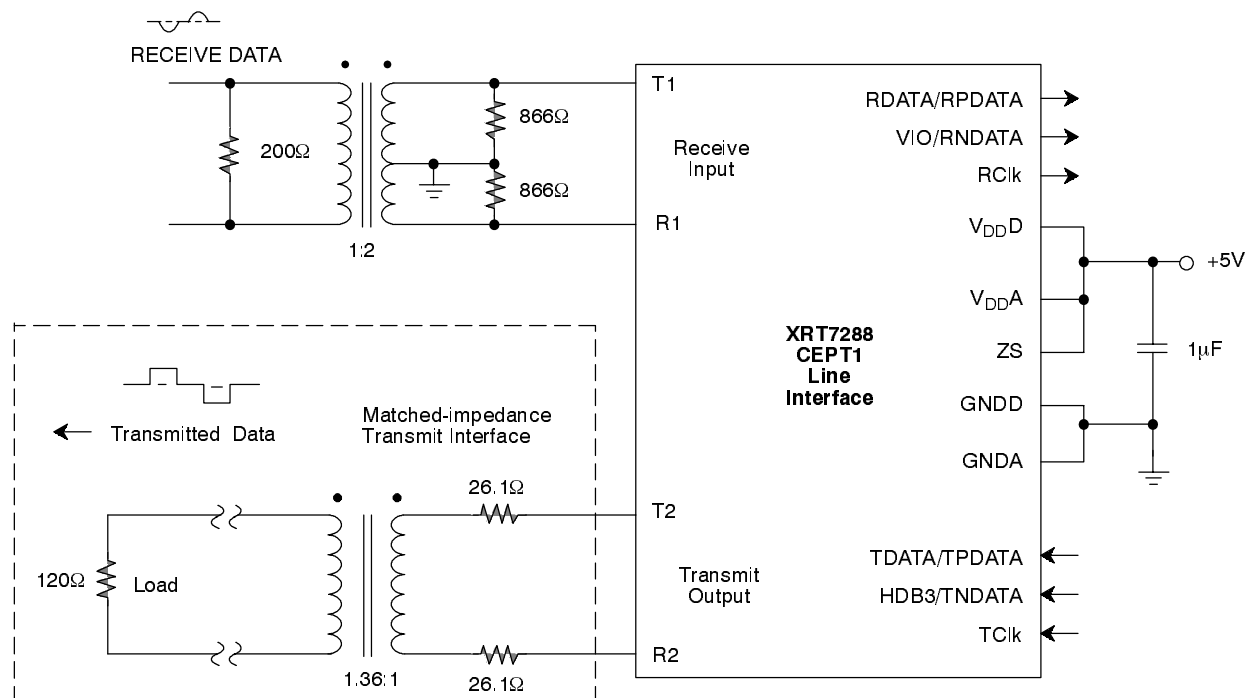 RECEIVE DATA
200Ω
1:2
866Ω
866Ω
T1
Receive
Input
R1
RDATA/RPDATA
VIO/RNDATA
RClk
VDDD
VDDA
ZS
GNDD
GNDA
+5V
1µF
XRT7288
CEPT1
Line
Interface
Transmitted Data
Matched-impedance
Transmit Interface
26.1Ω
120Ω
Load
1.36:1
26.1Ω
T2
Transmit
Output
R2
TDATA/TPDATA
HDB3/TNDATA
TClk